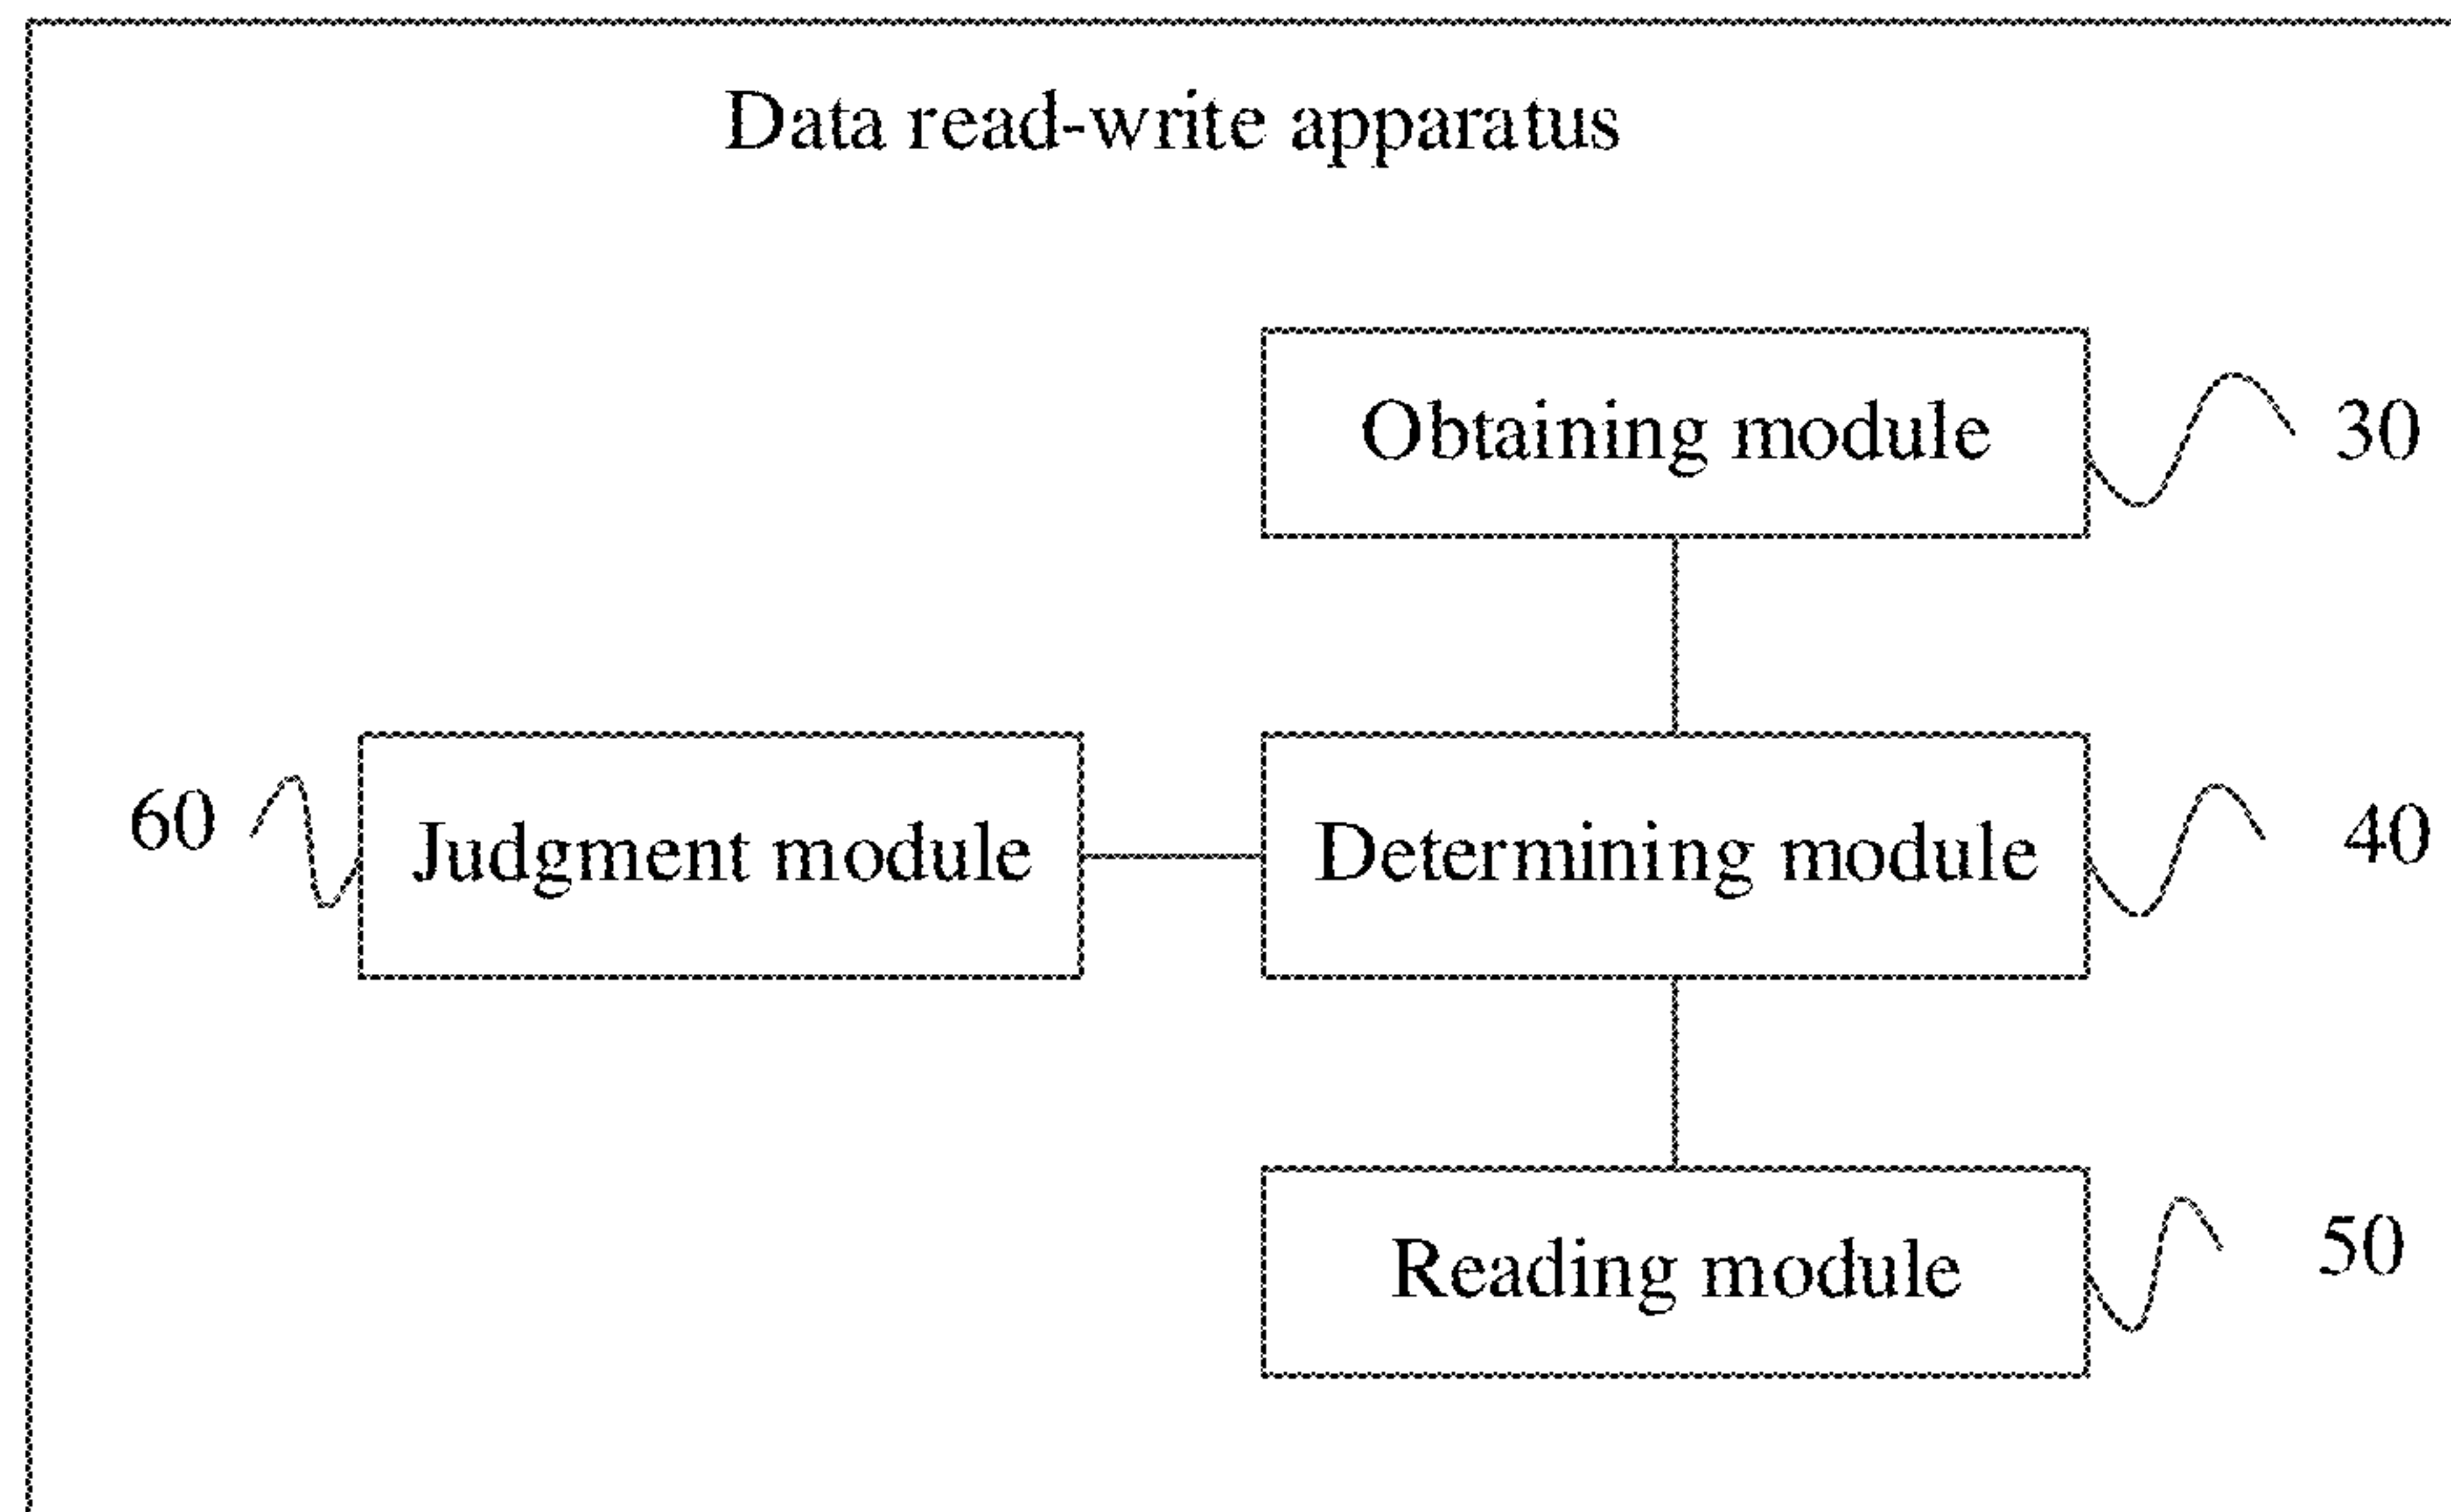 Data read-write apparatus
Obtaining module
30
60
Judgment module
Determining module
40
Reading module
50